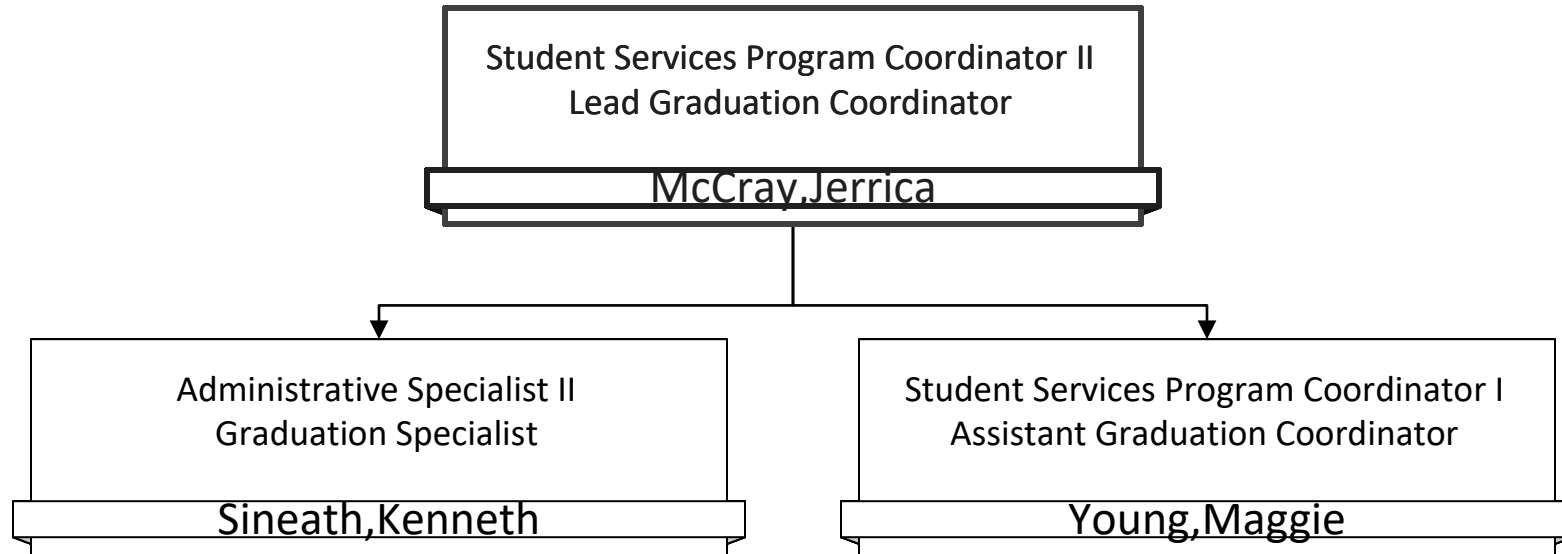 Student Services Program Coordinator II
Lead Graduation Coordinator
McCray,Jerrica
Administrative Specialist II
Graduation Specialist
Sineath,Kenneth
Student Services Program Coordinator I
Assistant Graduation Coordinator
Young,Maggie